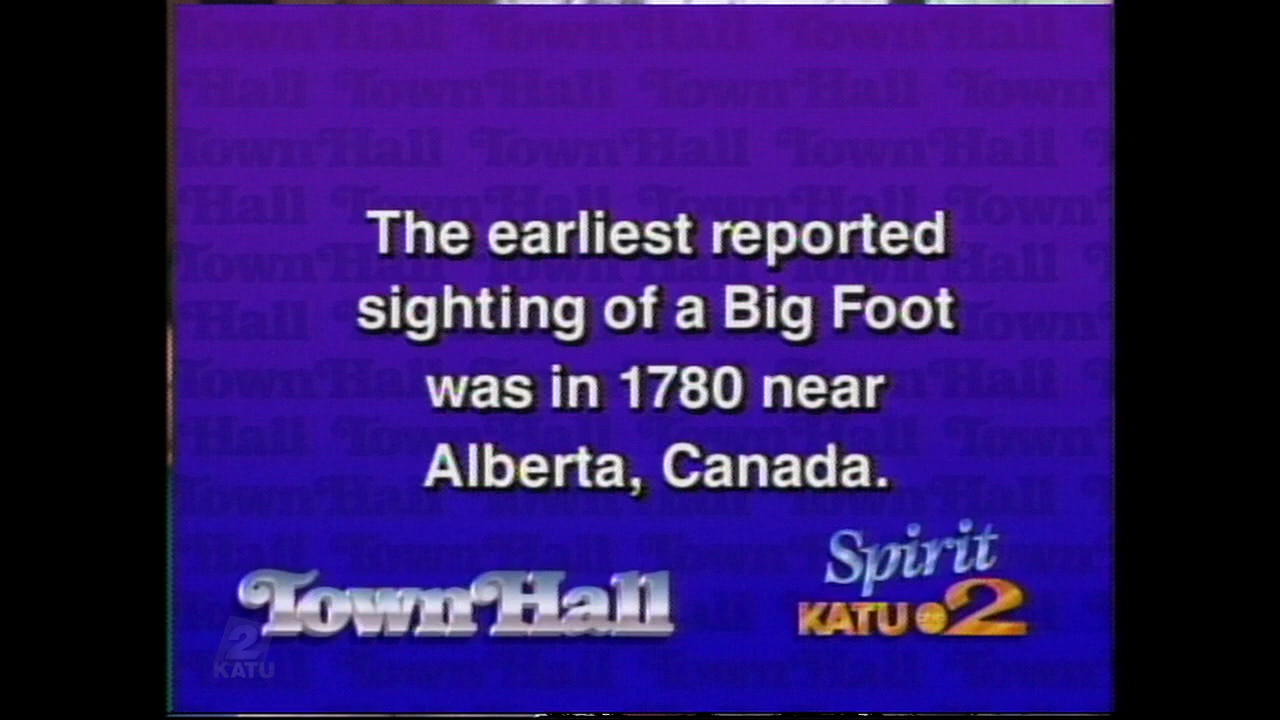 The earliest reported
sighting of a Big Foot
was in 1780 near
Alberta, Canada.
Spirit
Town Hall
KATU 2
2
KATU